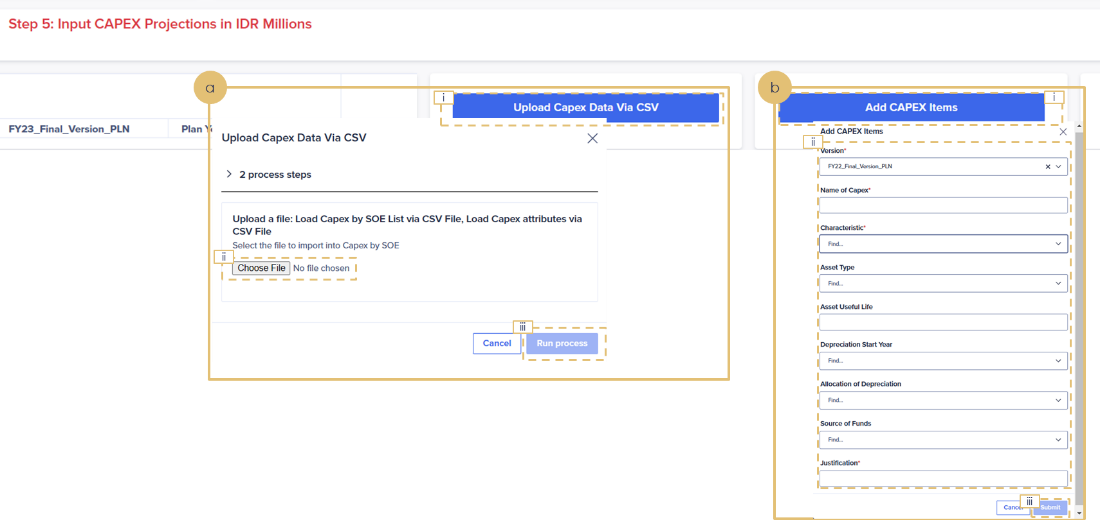 Step 5: Input CAPEX Projections in IDR Millions
a
b
i
Upload Capex Data Via CSV
i
Add CAPEX Items
FY23_Final_Version_PLN
Plan Y
Upload Capex Data Via CSV
2 process steps
Upload a file: Load Capex by SOE List via CSV File, Load Capex attributes via
CSV File
Select the file to import into Capex by SOE
ii
Choose File No file chosen
iii
Cancel
Run process
Add CAPEX Items
ii
Version*
FY22_Final_Version_PLN
Name of Capex*
Characteristic*
Find...
Asset Type
Find...
Asset Useful Life
Depreciation Start Year
Find...
Allocation of Depreciation
Find...
Source of Funds
Find...
Justification*
iii
Cancel
Submit